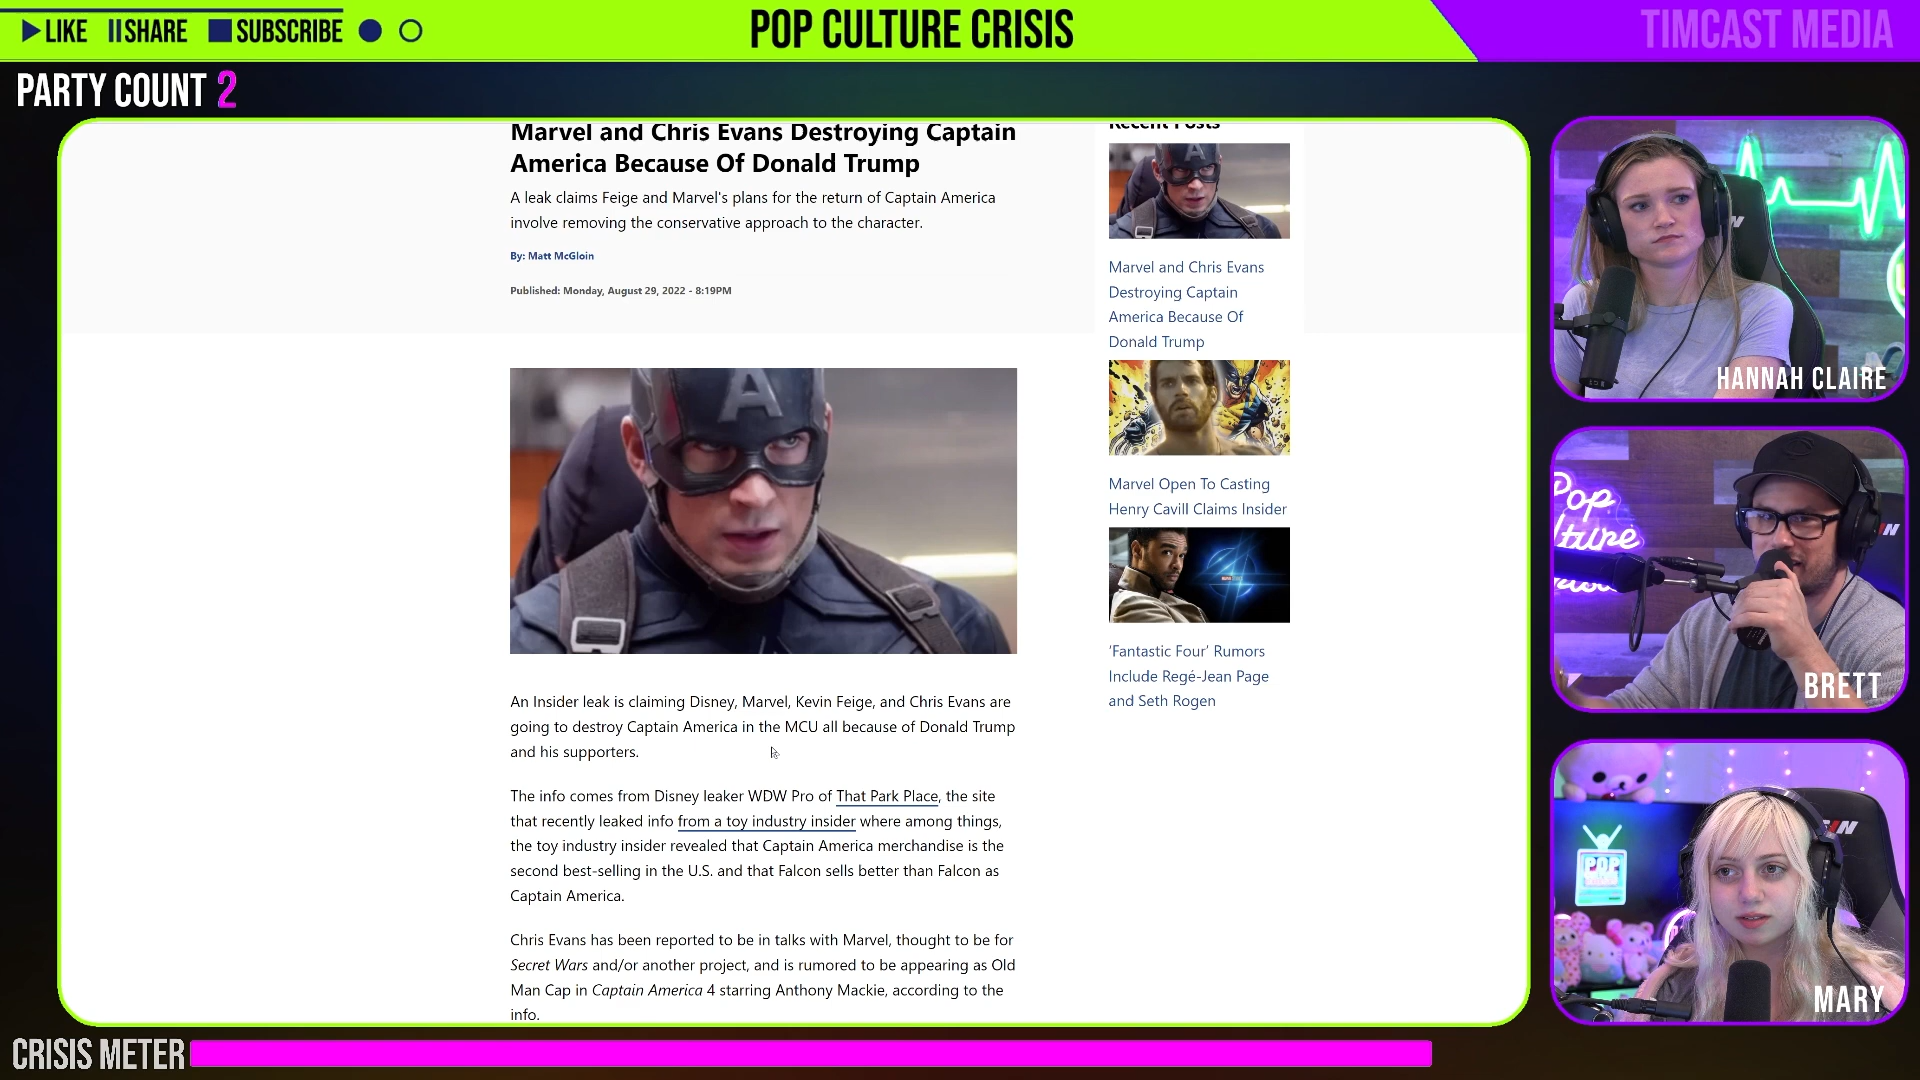 LIKE SHARE SUBSCRIBE
POP CULTURE CRISIS
TIMCAST MEDIA
PARTY COUNT 2
Marvel and Chris Evans Destroying Captain
America Because Of Donald Trump
A leak claims Feige and Marvel's plans for the return of Captain America
involve removing the conservative approach to the character.
By: Matt McGloin
Published: Monday, August 29, 2022 - 8:19PM
An Insider leak is claiming Disney, Marvel, Kevin Feige, and Chris Evans are
going to destroy Captain America in the MCU all because of Donald Trump
and his supporters.
The info comes from Disney leaker WDW Pro of That Park Place, the site
that recently leaked info from a toy industry insider where among things,
the toy industry insider revealed that Captain America merchandise is the
second best-selling in the U.S. and that Falcon sells better than Falcon as
Captain America.
Chris Evans has been reported to be in talks with Marvel, thought to be for
Secret Wars and/or another project, and is rumored to be appearing as Old
Man Cap in Captain America 4 starring Anthony Mackie, according to the
info.
Recent Posts
Marvel and Chris Evans
Destroying Captain
America Because Of
Donald Trump
Marvel Open To Casting
Henry Cavill Claims Insider
'Fantastic Four' Rumors
Include Regé-Jean Page
and Seth Rogen
HANNAH CLAIRE
Pop
BRETT
POP
MARY
CRISIS METER